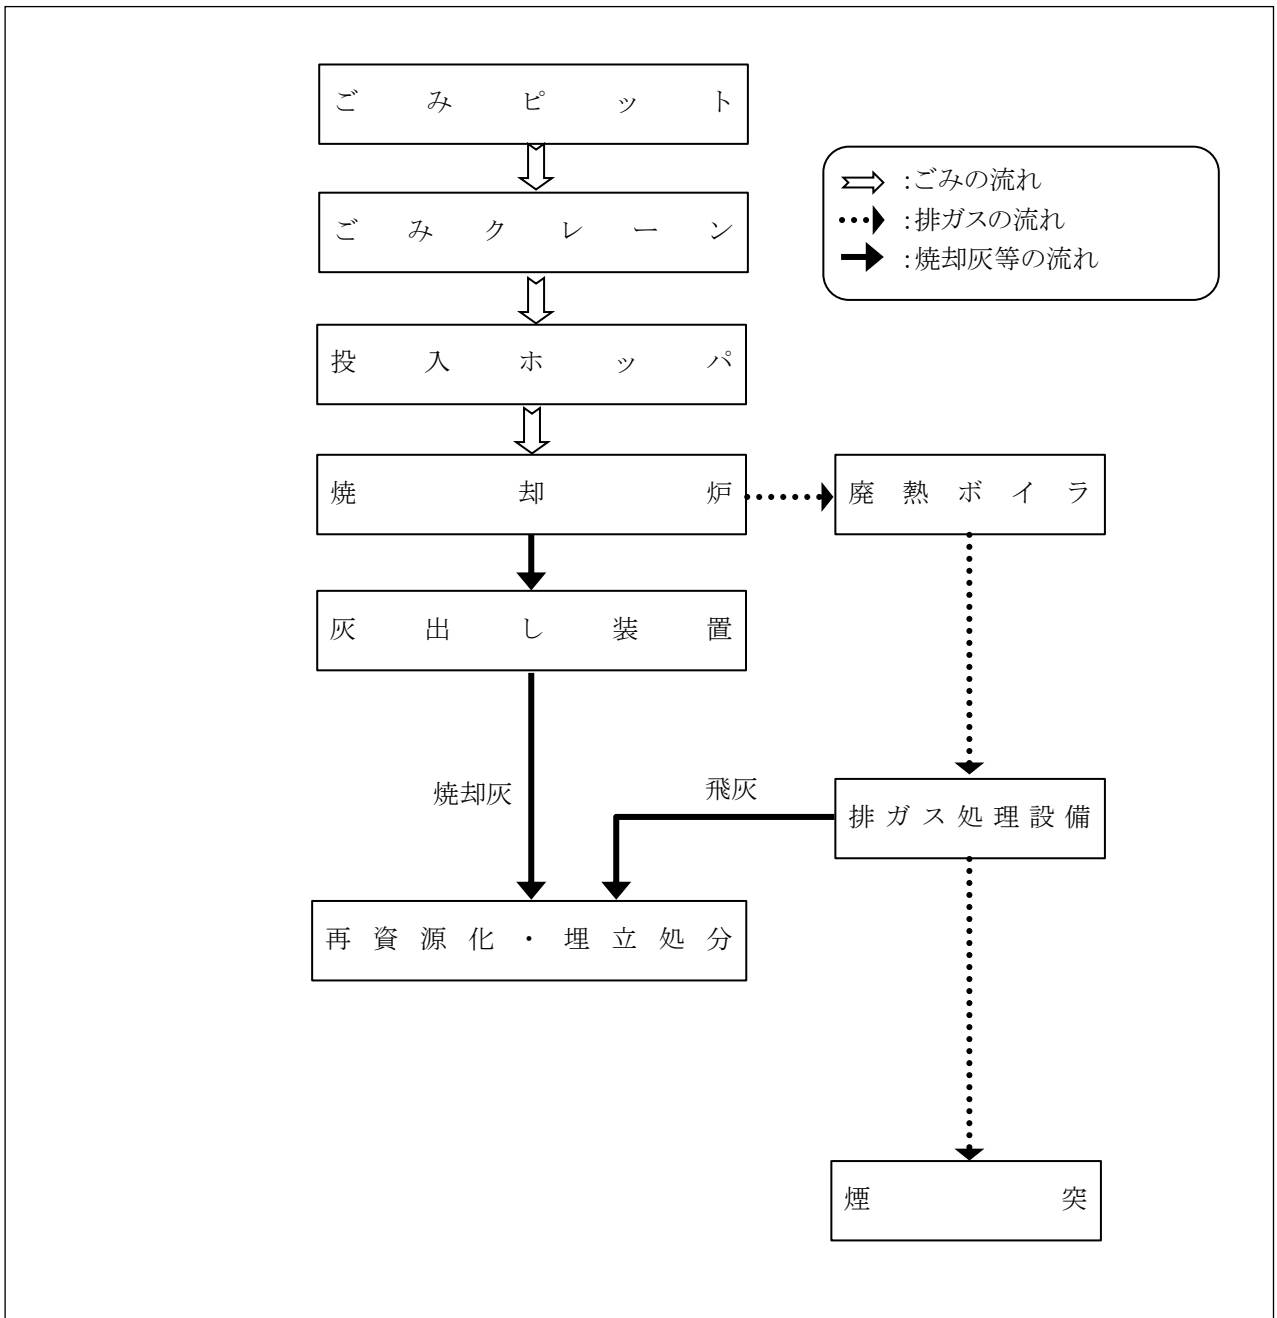 ごみピット
ごみクレーン
:ごみの流れ
:排ガスの流れ
:焼却灰等の流れ
投入ホッパ
焼却炉
廃熱ボイラ
灰出し装置
焼却灰
飛灰
排ガス処理設備
再資源化・埋立処分
煙突